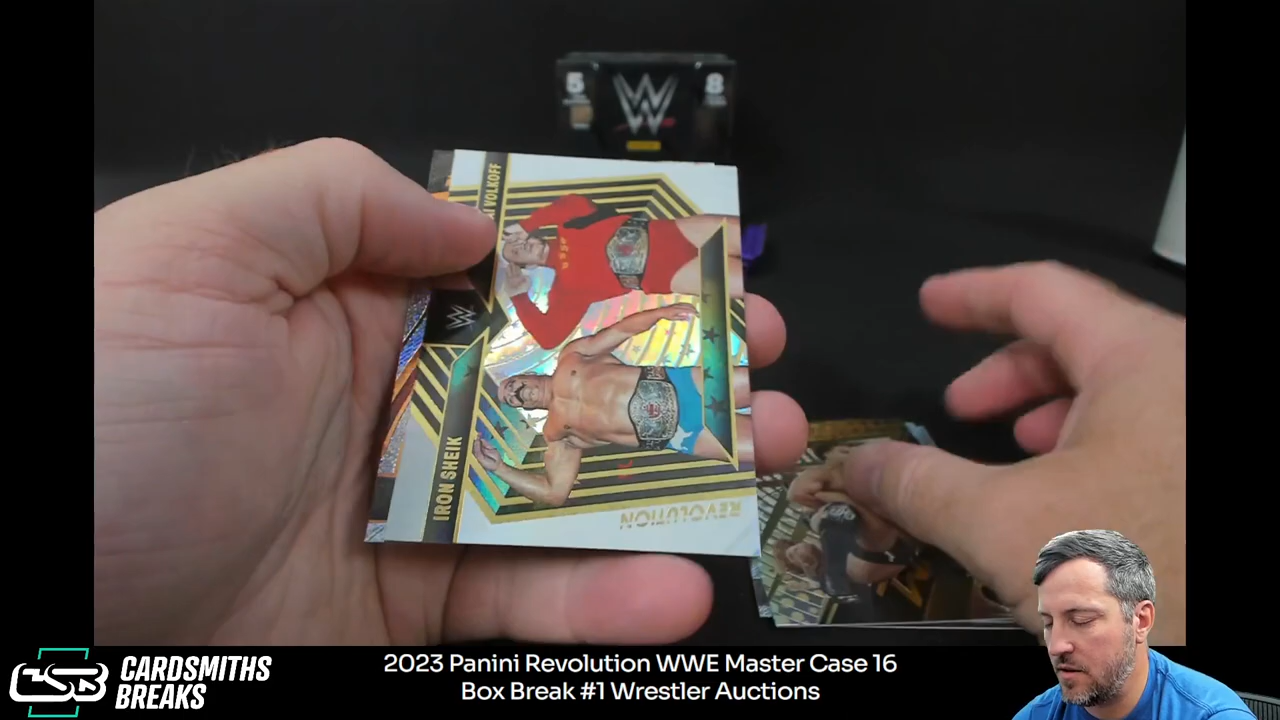 5
8
W
VOLKOFF
IRON SHEIK
REVOLUTION
CSB CARDSMITHS
BREAKS
2023 Panini Revolution WWE Master Case 16
Box Break #1 Wrestler Auctions